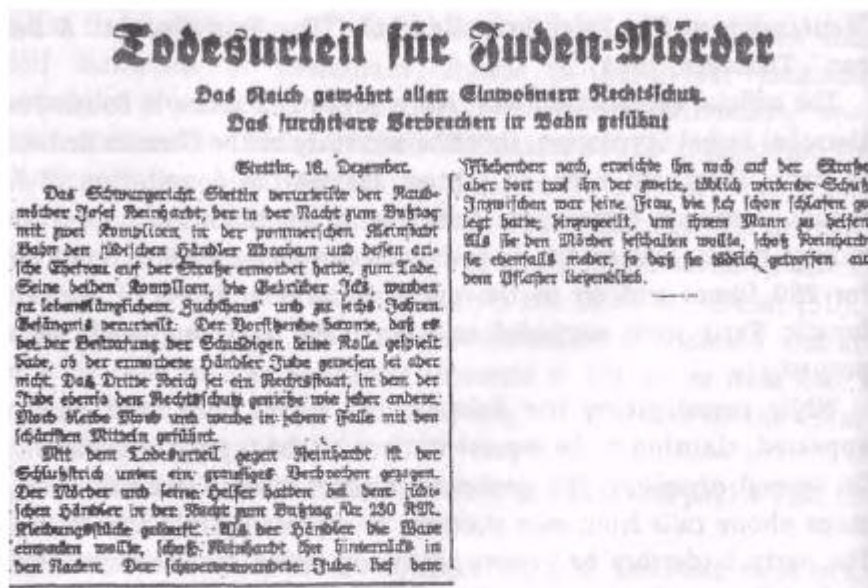 Todesurteil für Juden-Mörder
Das Reich gewährt allen Einwohnern Rechtsschutz.
Das furchtbare Verbrechen in Bahn gesühnt
Stettin, 18. Dezember.
Das Schwurgericht Stettin verurteilte den Raub-
mörder Josef Reinhardt, der in der Nacht zum Bußtag
mit zwei Komplicen in der pommerschen Kleinstadt
Bahn den jüdischen Händler Abraham und dessen ari-
sche Ehefrau auf der Straße ermordet hatte, zum Tode.
Seine beiden Komplicen, die Gebrüder wurden
zu lebenslänglichem Zuchthaus und zu sechs Jahren
Gefängnis verurteilt. Der Vorsitzende betonte, daß es
bei der Bestrafung der Schuldigen keine Rolle gespielt
habe, ob der ermordete Händler Jude gewesen sei oder
nicht. Das Dritte Reich sei ein Rechtsstaat, in dem der
Jude ebenso den Rechtsschutz genieße wie jeder andere.
Mord bleibe Mord und werde in jedem Falle mit den
schärfsten Mitteln gesühnt.
Mit dem Todesurteil gegen Reinhardt ist der
Schlußstrich unter ein grausiges Verbrechen gezogen.
Der Mörder und seine Helfer hatten bei dem jüdi-
schen Händler in der Nacht zum Bußtag für 230 RM.
Kleidungsstücke gekauft. Als der Händler die Ware
einpacken wollte, schoß Reinhardt ihn hinterrücks in
den Nacken. Der schwerverwundete Jude lief dem
Fliehenden nach, erreichte ihn noch auf der Straße
aber dort traf ihn der zweite, tödlich wirkende Schuß
Inzwischen war seine Frau, die sich schon schlafen ge
legt hatte, hinzugeeilt, um ihrem Mann zu helfen
Als sie den Mörder festhalten wollte, schoß Reinhardt
sie ebenfalls nieder, so daß sie tödlich getroffen auf
dem Pflaster liegenblieb.